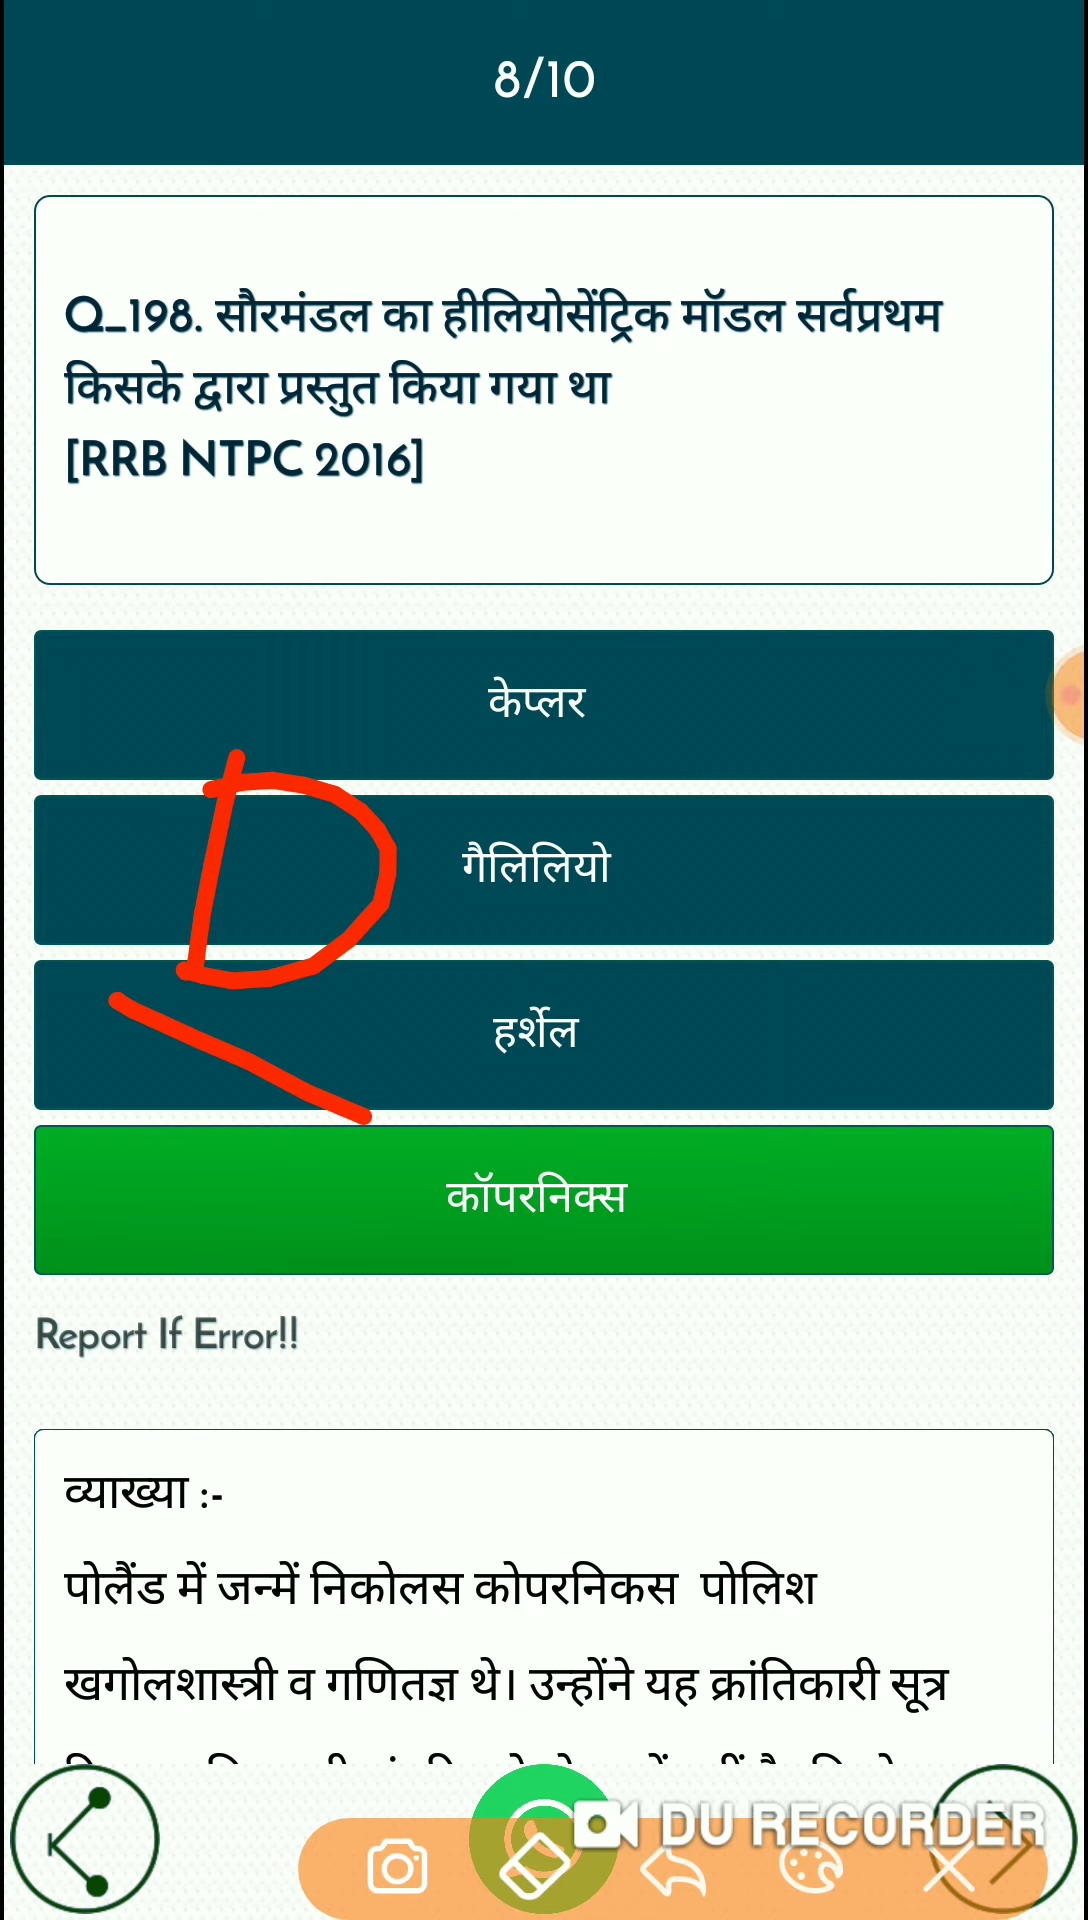 8/10
Q_198. सौरमंडल का हीलियोसेंट्रिक मॉडल सर्वप्रथम
किसके द्वारा प्रस्तुत किया गया था
[RRB NTPC 2016]
केप्लर
गैलिलियो
D
हर्शेल
कॉपरनिक्स
Report If Error!!
व्याख्या :-
पोलैंड में जन्में निकोलस कोपरनिकस पोलिश
खगोलशास्त्री व गणितज्ञ थे। उन्होंने यह क्रांतिकारी सूत्र
DU RECORDER